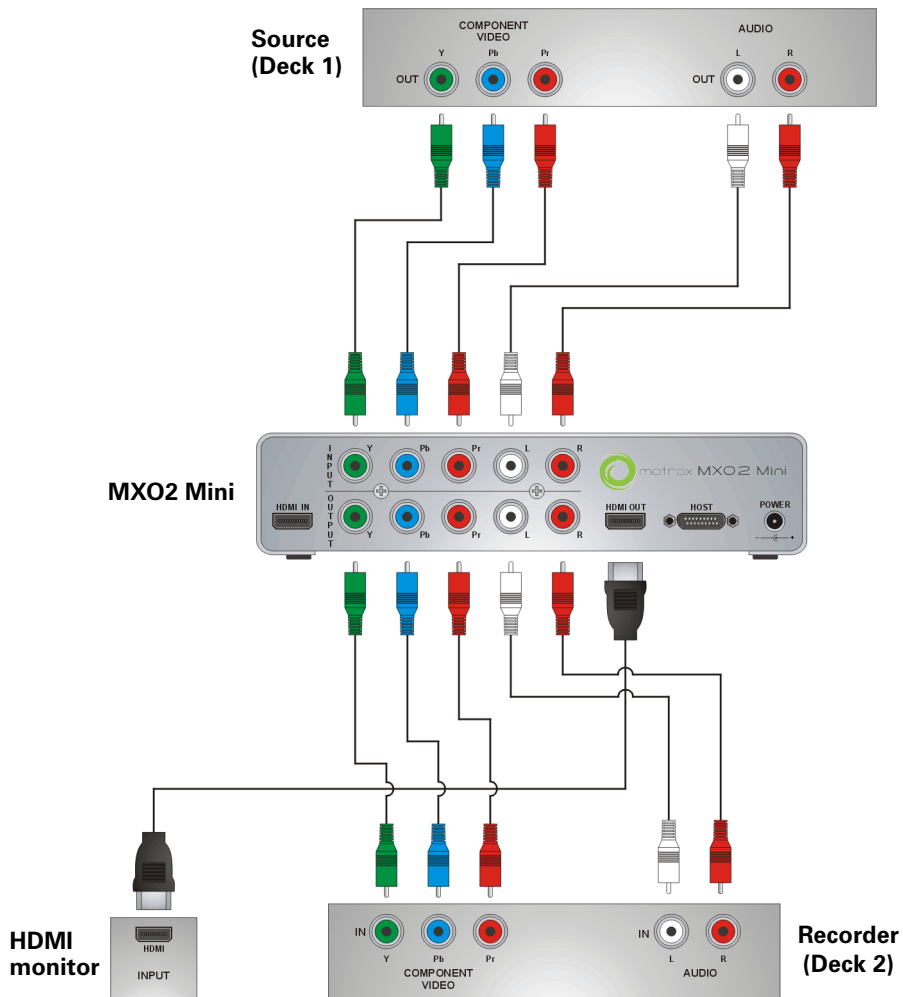 Source
(Deck 1)
COMPONENT
VIDEO
AUDIO
Y Pb Pr
L R
OUT
OUT
MXO2 Mini
INPUT
Y Pb Pr L R
matrox MXO2 Mini
HDMI IN
OUTPUT
Y Pb Pr L R
HDMI OUT
HOST
POWER
- +
HDMI
monitor
HDMI
INPUT
IN
Y Pb Pr
COMPONENT
VIDEO
IN
L R
AUDIO
Recorder
(Deck 2)